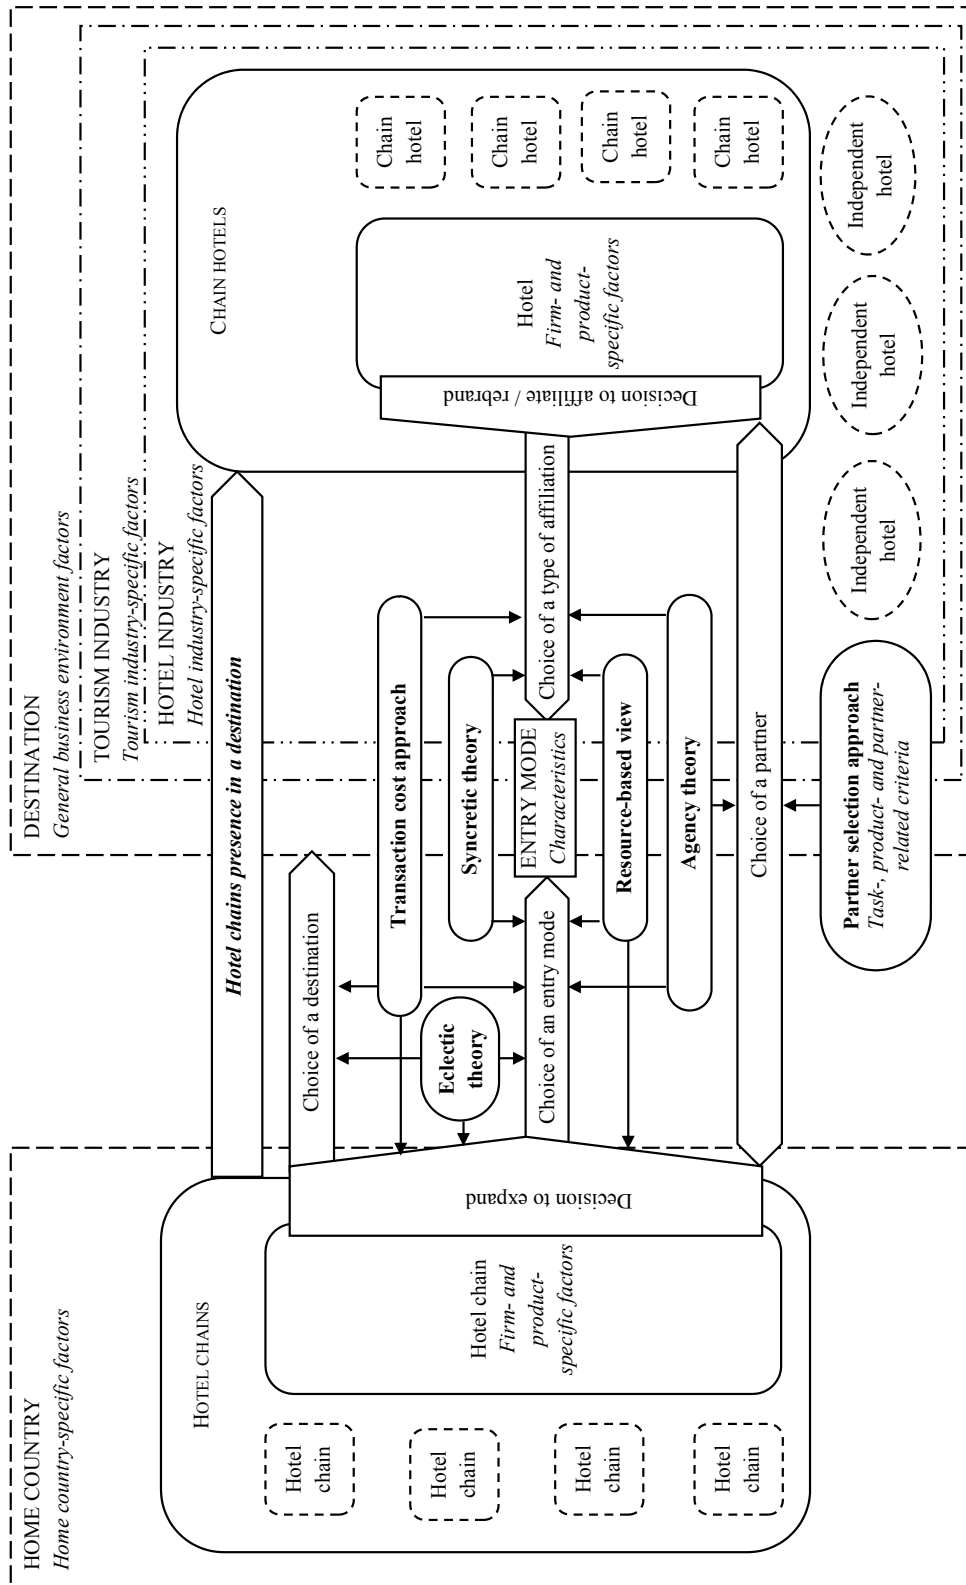 HOME COUNTRY
Home country-specific factors
HOTEL CHAINS
Hotel
chain
Hotel
chain
Hotel
chain
Hotel
chain
Hotel chain
Firm- and
product-
specific factors
Decision to expand
Hotel chains presence in a destination
Choice of a destination
Transaction cost approach
Eclectic
theory
Syncretic theory
Choice of an entry mode
ENTRY MODE
Characteristics
Choice of a type of affiliation
Resource-based view
Agency theory
Choice of a partner
Partner selection approach
Task-, product- and partner-
related criteria
DESTINATION
General business environment factors
TOURISM INDUSTRY
Tourism industry-specific factors
HOTEL INDUSTRY
Hotel industry-specific factors
CHAIN HOTELS
Decision to affiliate / rebrand
Hotel
Firm- and
product-
specific factors
Chain
hotel
Chain
hotel
Chain
hotel
Chain
hotel
Independent
hotel
Independent
hotel
Independent
hotel